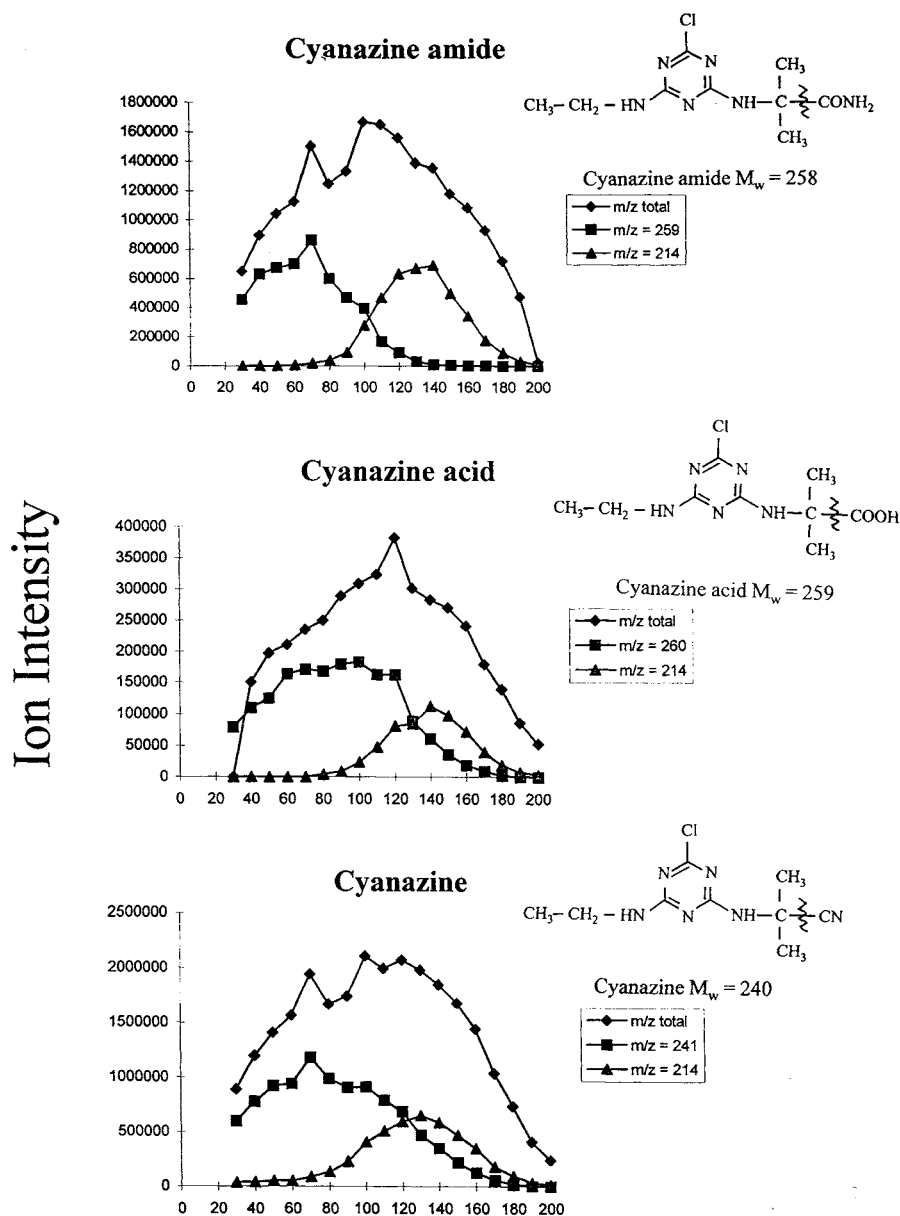 Cyanazine amide
1800000
1600000
1400000
1200000
1000000
800000
600000
400000
200000
0
0 20 40 60 80 100 120 140 160 180 200
Cl
N N
CH₃-CH₂-HN N NH-C-CONH₂
CH₃
CH₃
Cyanazine amide Mw = 258
m/z total
m/z = 259
m/z = 214
Ion Intensity
Cyanazine acid
400000
350000
300000
250000
200000
150000
100000
50000
0
0 20 40 60 80 100 120 140 160 180 200
Cl
N N
CH₃-CH₂-HN N NH-C-COOH
CH₃
CH₃
Cyanazine acid Mw = 259
m/z total
m/z = 260
m/z = 214
Cyanazine
2500000
2000000
1500000
1000000
500000
0
0 20 40 60 80 100 120 140 160 180 200
Cl
N N
CH₃-CH₂-HN N NH-C-CN
CH₃
CH₃
Cyanazine Mw = 240
m/z total
m/z = 241
m/z = 214